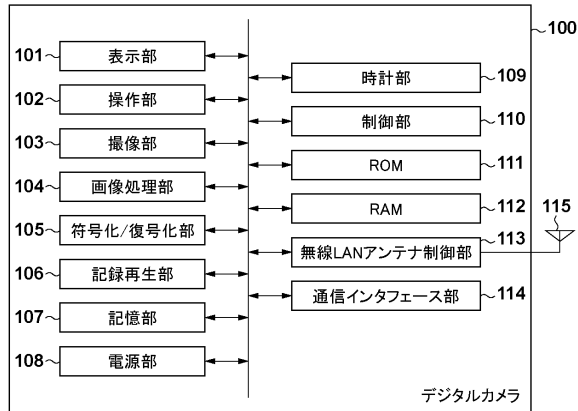 100
101 表示部
102 操作部
103 撮像部
104 画像処理部
105 符号化/復号化部
106 記録再生部
107 記憶部
108 電源部
時計部 109
制御部 110
ROM 111
RAM 112
115
無線LANアンテナ制御部 113
通信インタフェース部 114
デジタルカメラ